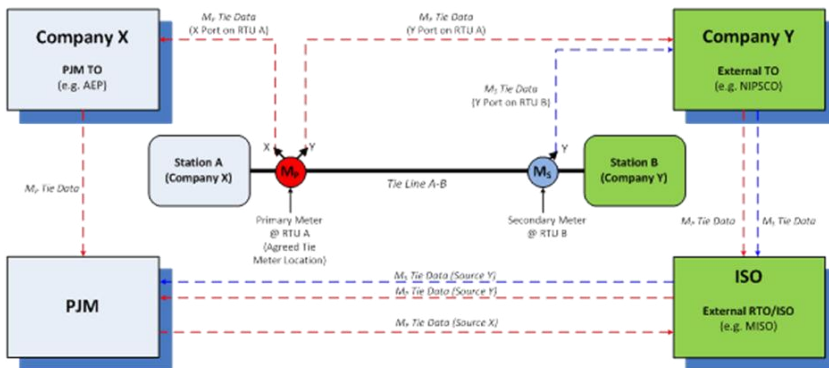 Company X
PJM TO
(e.g. AEP)
Mₚ Tie Data
(X Port on RTU A)
Mₚ Tie Data
(Y Port on RTU A)
Company Y
External TO
(e.g. NIPSCO)
Mₛ Tie Data
(Y Port on RTU B)
Station A
(Company X)
X
Y
Mₚ
Tie Line A-B
Mₛ
Y
Station B
(Company Y)
Mₚ Tie Data
Primary Meter
@ RTU A
(Agreed Tie
Meter Location)
Secondary Meter
@ RTU B
Mₚ Tie Data
Mₛ Tie Data
PJM
Mₛ Tie Data (Source Y)
Mₚ Tie Data (Source Y)
Mₚ Tie Data (Source X)
ISO
External RTO/ISO
(e.g. MISO)